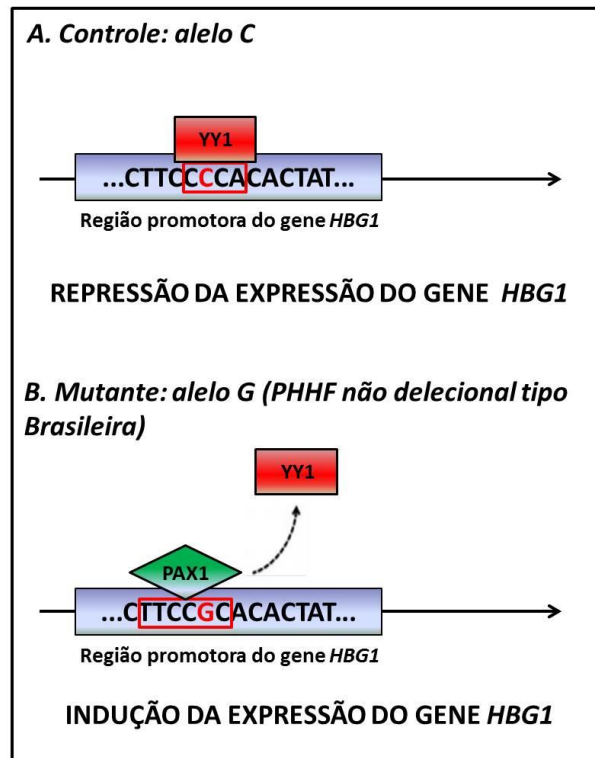 A. Controle: alelo C
YY1
...CTTCCCCACACTAT...
Região promotora do gene HBG1
REPRESSÃO DA EXPRESSÃO DO GENE HBG1
B. Mutante: alelo G (PHHF não delecional tipo
Brasileira)
YY1
PAX1
...CTTCCGCACACTAT...
Região promotora do gene HBG1
INDUÇÃO DA EXPRESSÃO DO GENE HBG1